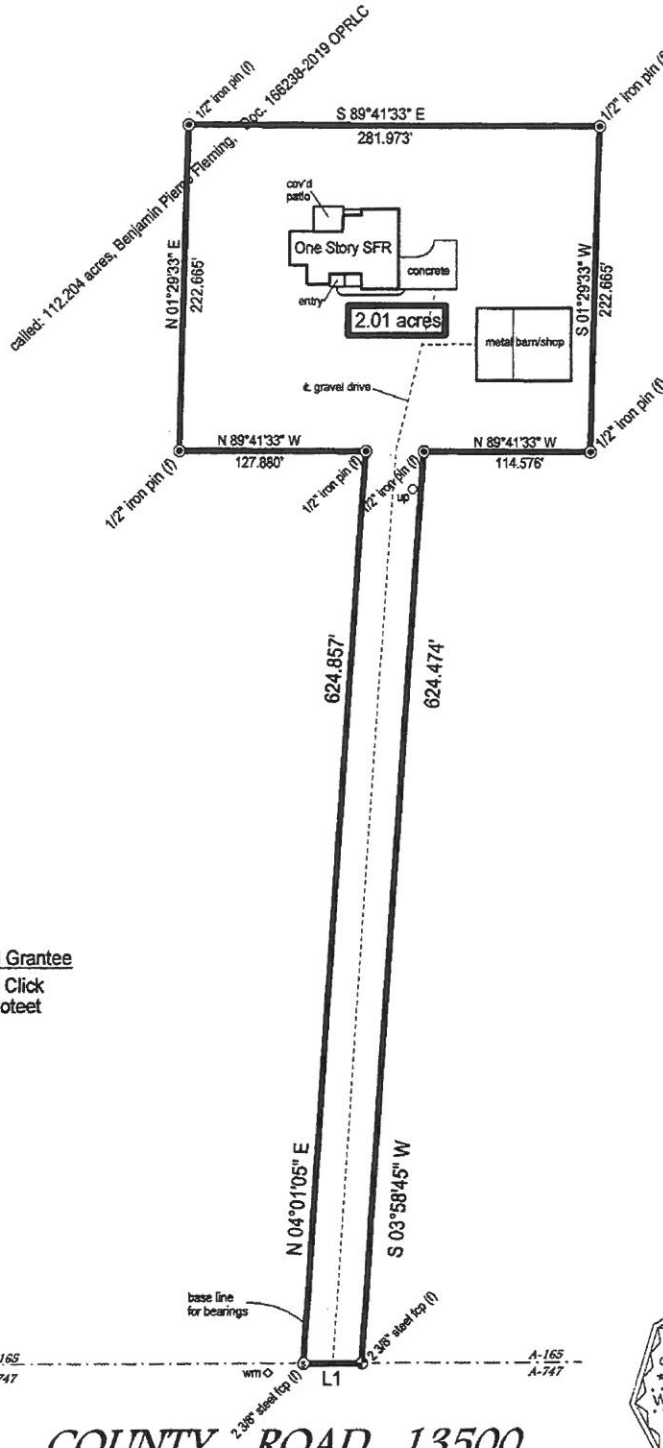 1/2" iron pin (f)
called: 112.204 acres, Benjamin Pierce Fleming, Doc. 166238-2019 OPRLC
S 89°41'33" E
281.973'
1/2" iron pin (f)
N 01°29'33" E
222.665'
S 01°29'33" W
222.665'
cov'd
patio
One Story SFR
concrete
entry
2.01 acres
metal barn/shop
gravel drive
N 89°41'33" W
127.880'
N 89°41'33" W
114.576'
1/2" iron pin (f)
1/2" iron pin (f)
1/2" iron pin (f)
1/2" iron pin (f)
up
624.857'
624.474'
Grantee
Click
oteet
N 04°01'05" E
S 03°58'45" W
base line
for bearings
165
747
wm
2 3/8" steel fcp (f)
L1
2 3/8" steel fcp (f)
A-165
A-747
COUNTY ROAD 13500